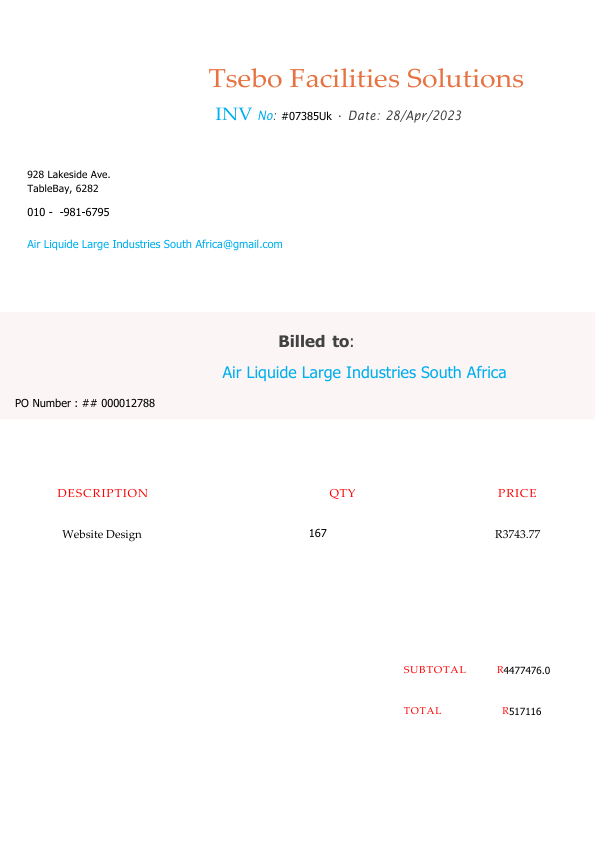 Tsebo Facilities Solutions
INV No: #07385Uk · Date: 28/Apr/2023
928 Lakeside Ave.
TableBay, 6282
010 -  -981-6795
Air Liquide Large Industries South Africa@gmail.com
Billed to:
Air Liquide Large Industries South Africa
PO Number : ## 000012788
DESCRIPTION QTY PRICE
Website Design 167 R3743.77
SUBTOTAL R4477476.0
TOTAL R517116